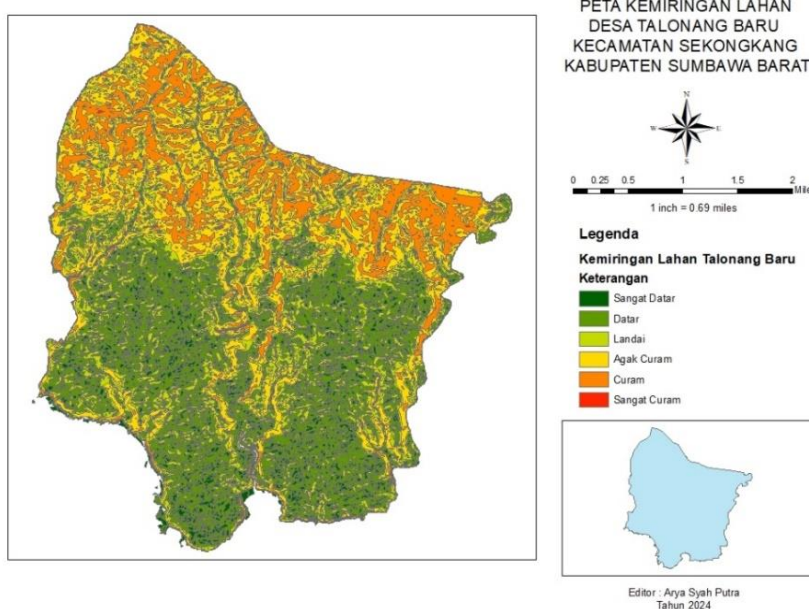 PETA KEMIRINGAN LAHAN
DESA TALONANG BARU
KECAMATAN SEKONGKANG
KABUPATEN SUMBAWA BARAT
N
W E
S
0 0.25 0.5 1 1.5 2
Mile
1 inch = 0.69 miles
Legenda
Kemiringan Lahan Talonang Baru
Keterangan
Sangat Datar
Datar
Landai
Agak Curam
Curam
Sangat Curam
Editor : Arya Syah Putra
Tahun 2024